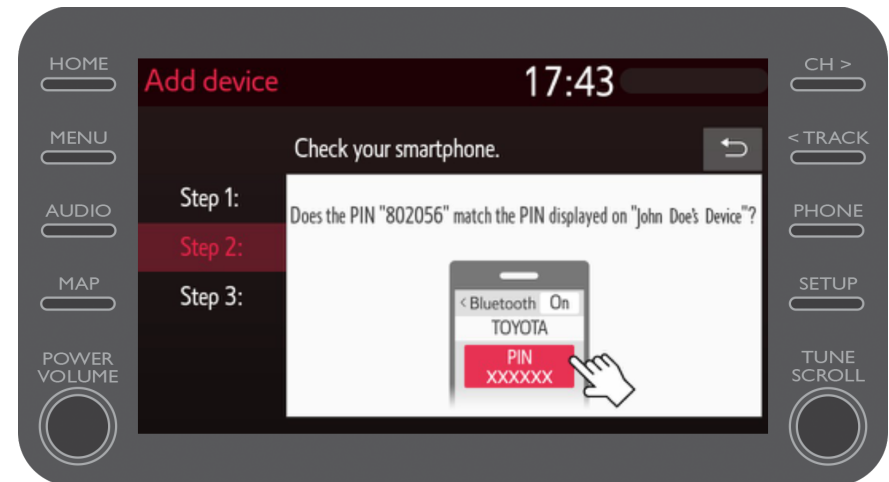 HOME
MENU
AUDIO
MAP
POWER
VOLUME
Add device
17:43
Check your smartphone.
Step 1:
Step 2:
Step 3:
Does the PIN "802056" match the PIN displayed on "John Doe's Device"?
< Bluetooth On
TOYOTA
PIN
XXXXXX
CH >
< TRACK
PHONE
SETUP
TUNE
SCROLL